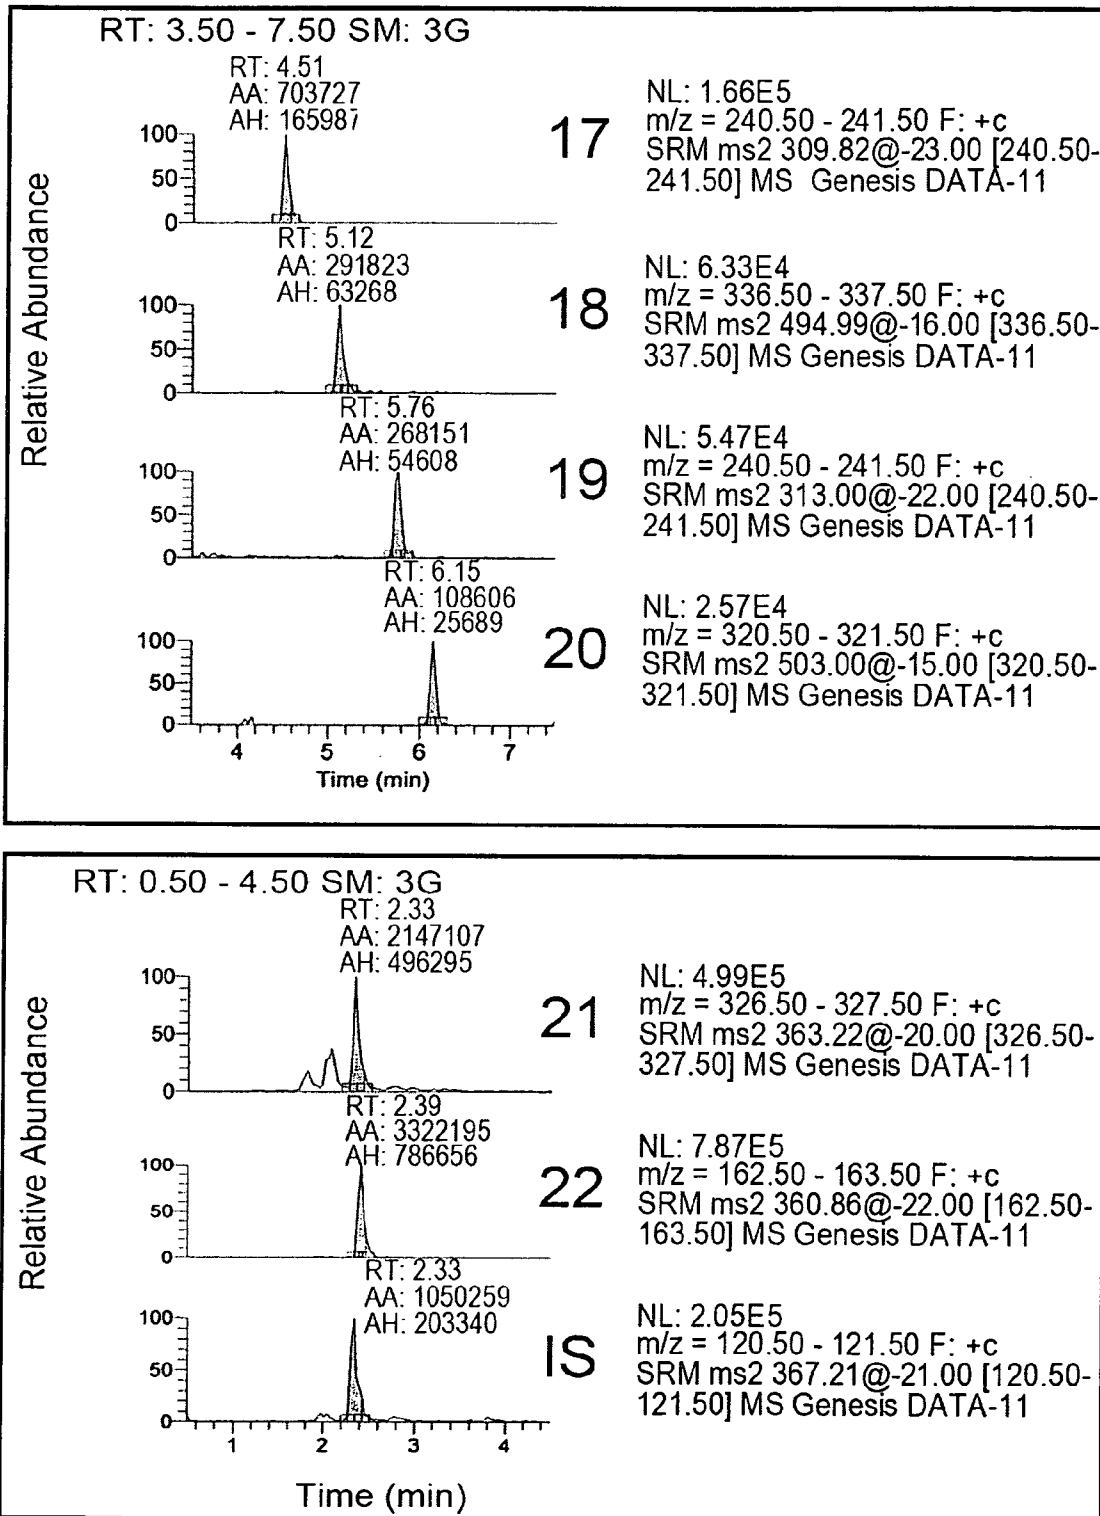 RT: 3.50 - 7.50 SM: 3G
Relative Abundance
RT: 4.51
AA: 703727
AH: 165987
100
50
0
17
NL: 1.66E5
m/z = 240.50 - 241.50 F: +c
SRM ms2 309.82@-23.00 [240.50-
241.50] MS Genesis DATA-11
RT: 5.12
AA: 291823
AH: 63268
100
50
0
18
NL: 6.33E4
m/z = 336.50 - 337.50 F: +c
SRM ms2 494.99@-16.00 [336.50-
337.50] MS Genesis DATA-11
RT: 5.76
AA: 268151
AH: 54608
100
50
0
19
NL: 5.47E4
m/z = 240.50 - 241.50 F: +c
SRM ms2 313.00@-22.00 [240.50-
241.50] MS Genesis DATA-11
RT: 6.15
AA: 108606
AH: 25689
100
50
0
20
NL: 2.57E4
m/z = 320.50 - 321.50 F: +c
SRM ms2 503.00@-15.00 [320.50-
321.50] MS Genesis DATA-11
4 5 6 7
Time (min)
RT: 0.50 - 4.50 SM: 3G
Relative Abundance
RT: 2.33
AA: 2147107
AH: 496295
100
50
0
21
NL: 4.99E5
m/z = 326.50 - 327.50 F: +c
SRM ms2 363.22@-20.00 [326.50-
327.50] MS Genesis DATA-11
RT: 2.39
AA: 3322195
AH: 786656
100
50
0
22
NL: 7.87E5
m/z = 162.50 - 163.50 F: +c
SRM ms2 360.86@-22.00 [162.50-
163.50] MS Genesis DATA-11
RT: 2.33
AA: 1050259
AH: 203340
100
50
0
IS
NL: 2.05E5
m/z = 120.50 - 121.50 F: +c
SRM ms2 367.21@-21.00 [120.50-
121.50] MS Genesis DATA-11
1 2 3 4
Time (min)